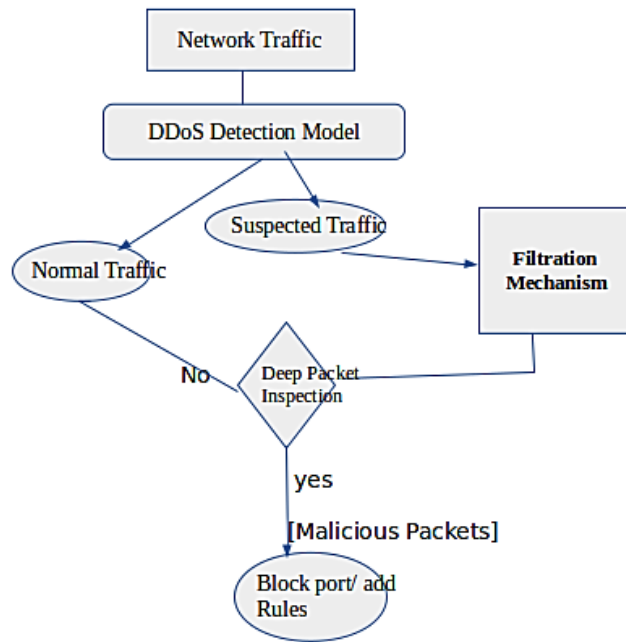 Network Traffic
DDoS Detection Model
Suspected Traffic
Normal Traffic
Filtration
Mechanism
No
Deep Packet
Inspection
yes
[Malicious Packets]
Block port/ add
Rules